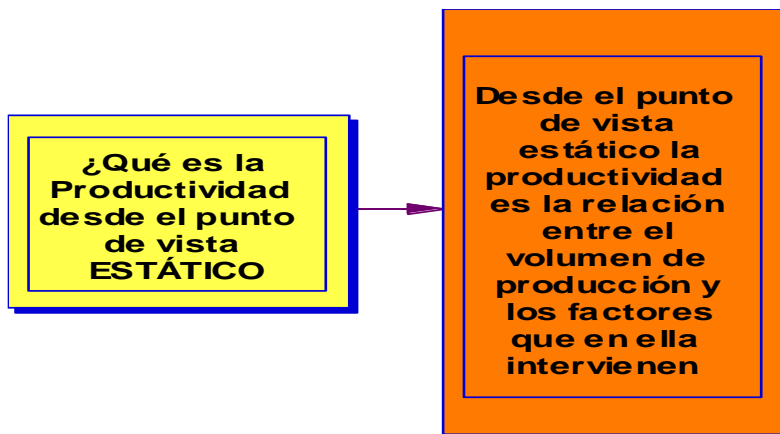 ¿Qué es la
Productividad
desde el punto
de vista
ESTÁTICO
Desde el punto
de vista
estático la
productividad
es la relación
entre el
volumen de
producción y
los factores
que en ella
intervienen